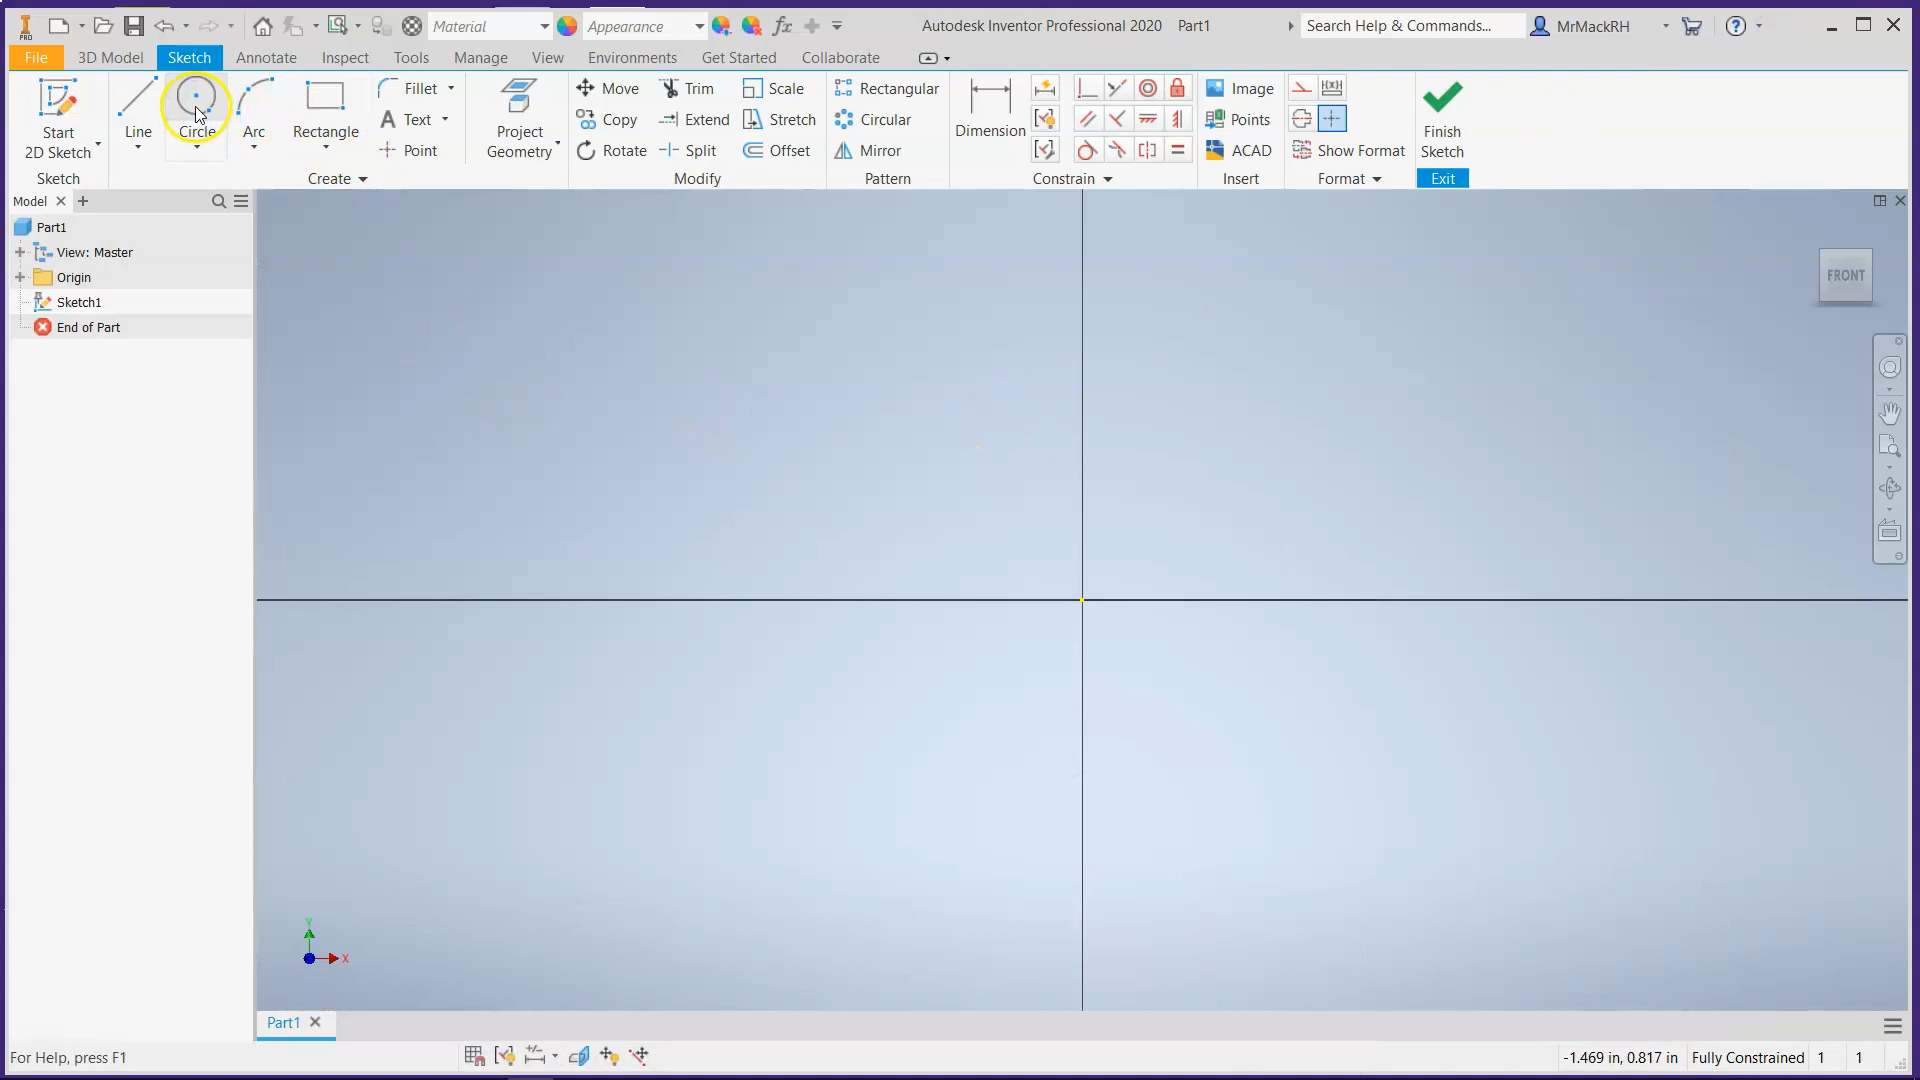 Material
Appearance
Autodesk Inventor Professional 2020 Part1
Search Help & Commands...
MrMackRH
File 3D Model Sketch Annotate Inspect Tools Manage View Environments Get Started Collaborate
Start
2D Sketch
Line
Circle
Arc
Rectangle
Fillet
Text
Point
Project
Geometry
Move
Copy
Rotate
Trim
Extend
Split
Scale
Stretch
Offset
Rectangular
Circular
Mirror
Dimension
Image
Points
ACAD
Show Format
Finish
Sketch
Sketch Create Modify Pattern Constrain Insert Format Exit
Model
Part1
View: Master
Origin
Sketch1
End of Part
FRONT
Y
X
Part1
For Help, press F1
-1.469 in, 0.817 in Fully Constrained 1 1